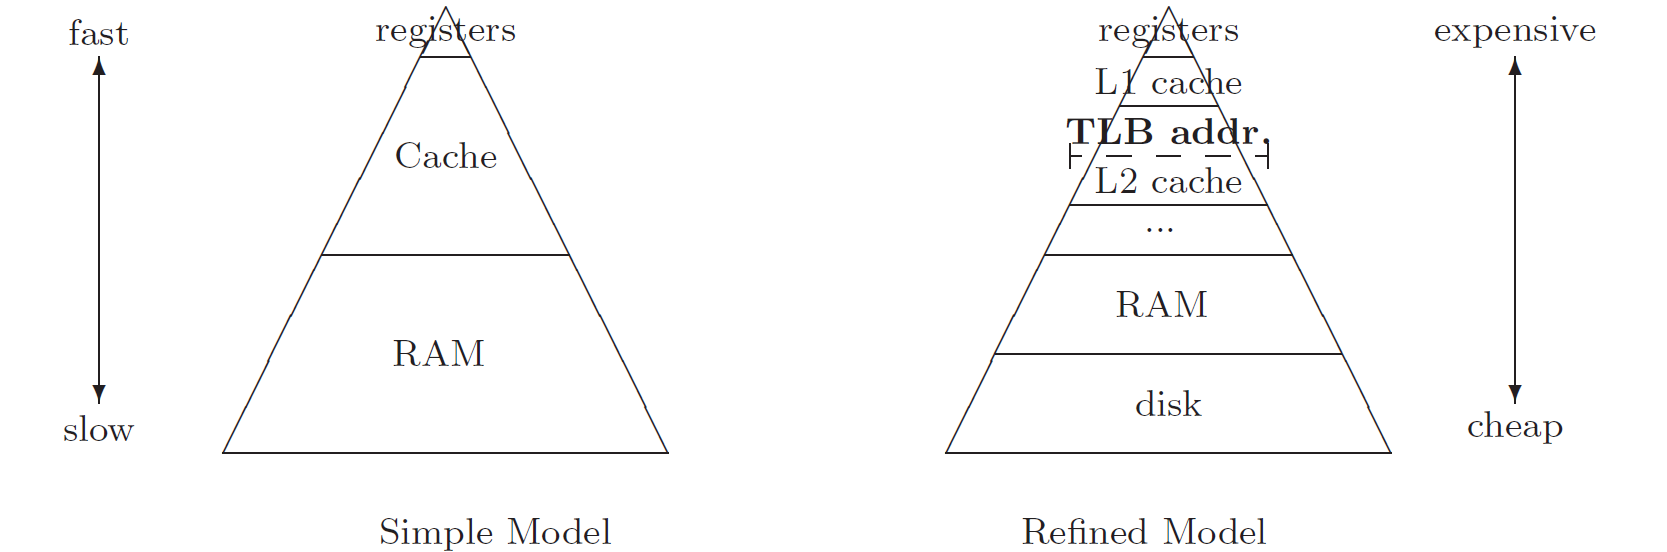 fast
slow
registers
Cache
RAM
Simple Model
registers
L1 cache
TLB addr.
L2 cache
...
RAM
disk
Refined Model
expensive
cheap